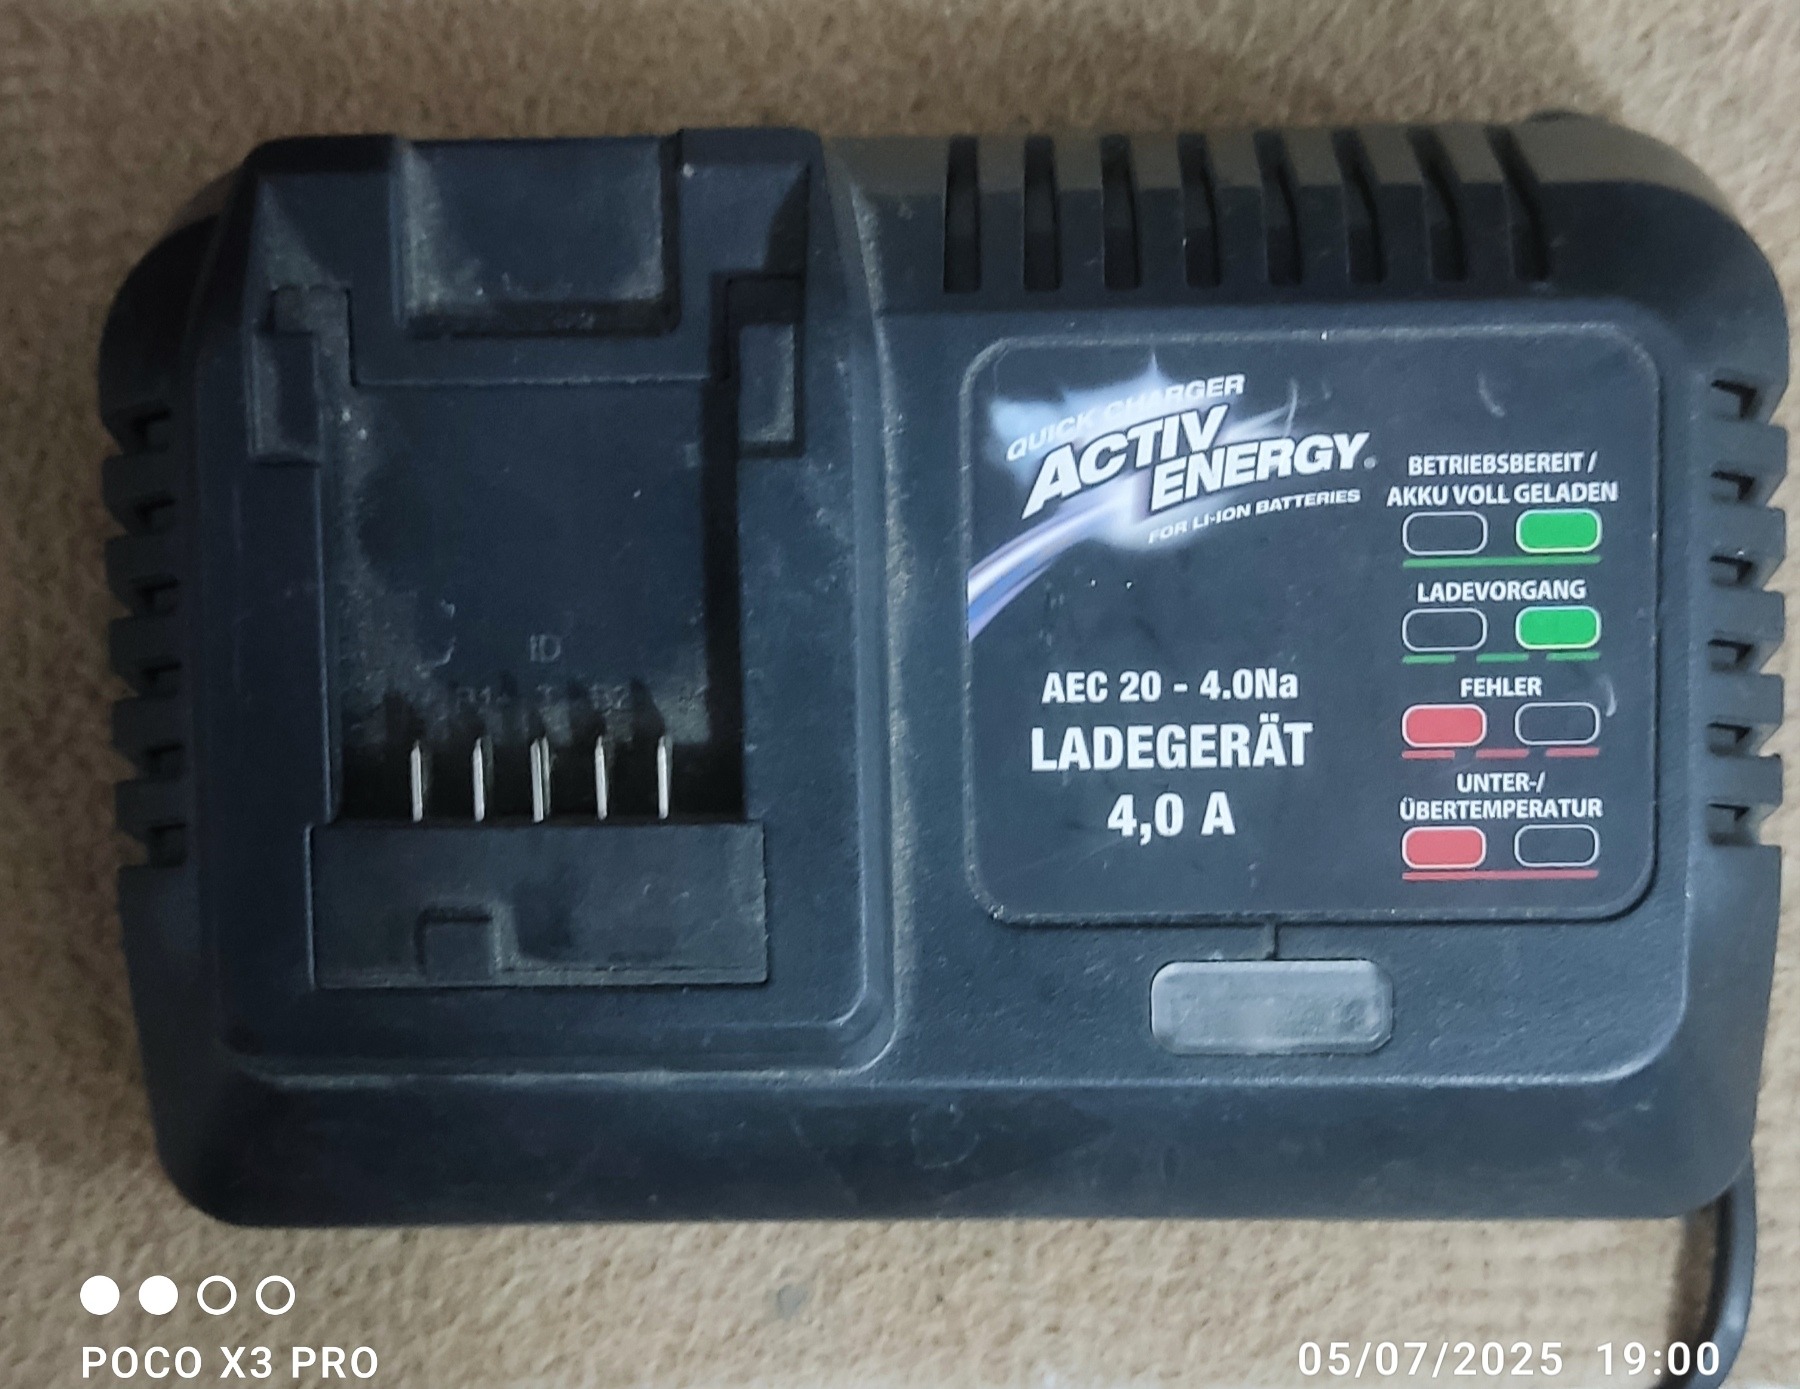 QUICK CHARGER
ACTIV
ENERGY
FOR LI-ION BATTERIES
BETRIEBSBEREIT /
AKKU VOLL GELADEN
LADEVORGANG
FEHLER
UNTER-/
ÜBERTEMPERATUR
AEC 20 - 4.0Na
LADEGERÄT
4,0 A
ID
POCO X3 PRO
05/07/2025 19:00